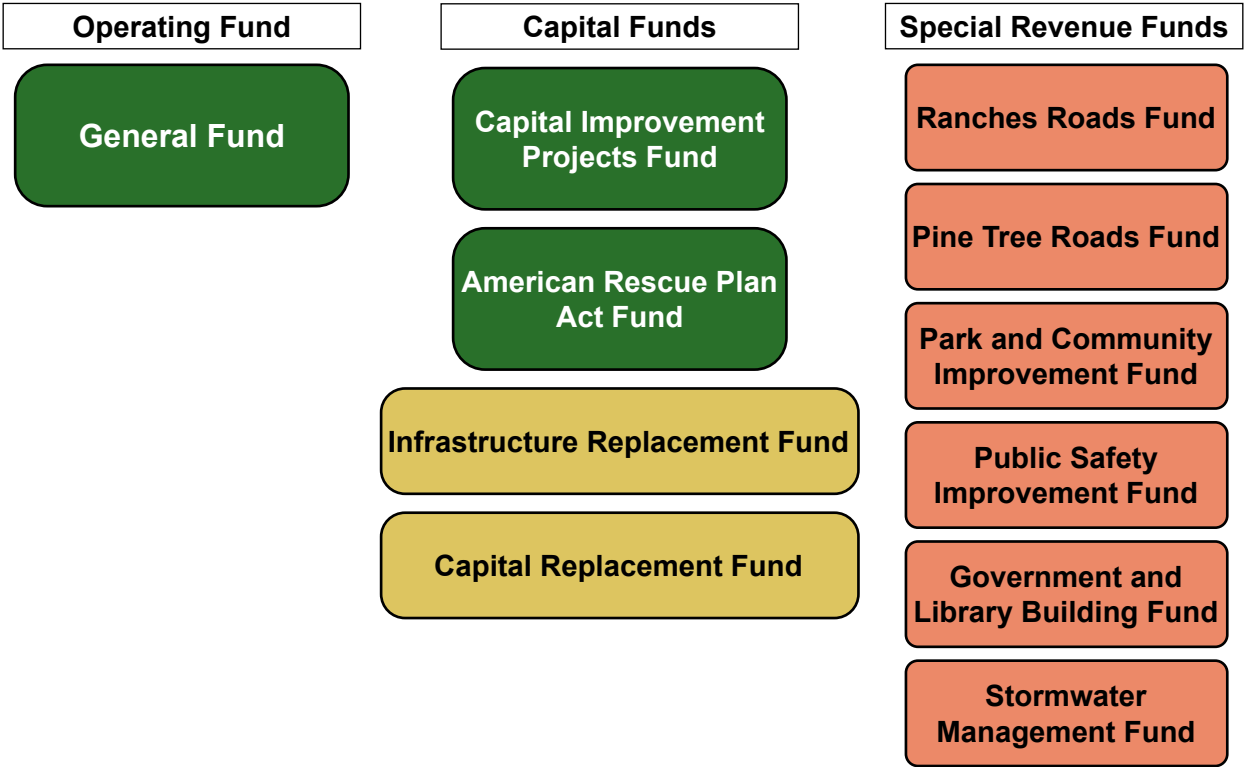 Operating Fund
General Fund
Capital Funds
Capital Improvement
Projects Fund
American Rescue Plan
Act Fund
Infrastructure Replacement Fund
Capital Replacement Fund
Special Revenue Funds
Ranches Roads Fund
Pine Tree Roads Fund
Park and Community
Improvement Fund
Public Safety
Improvement Fund
Government and
Library Building Fund
Stormwater
Management Fund